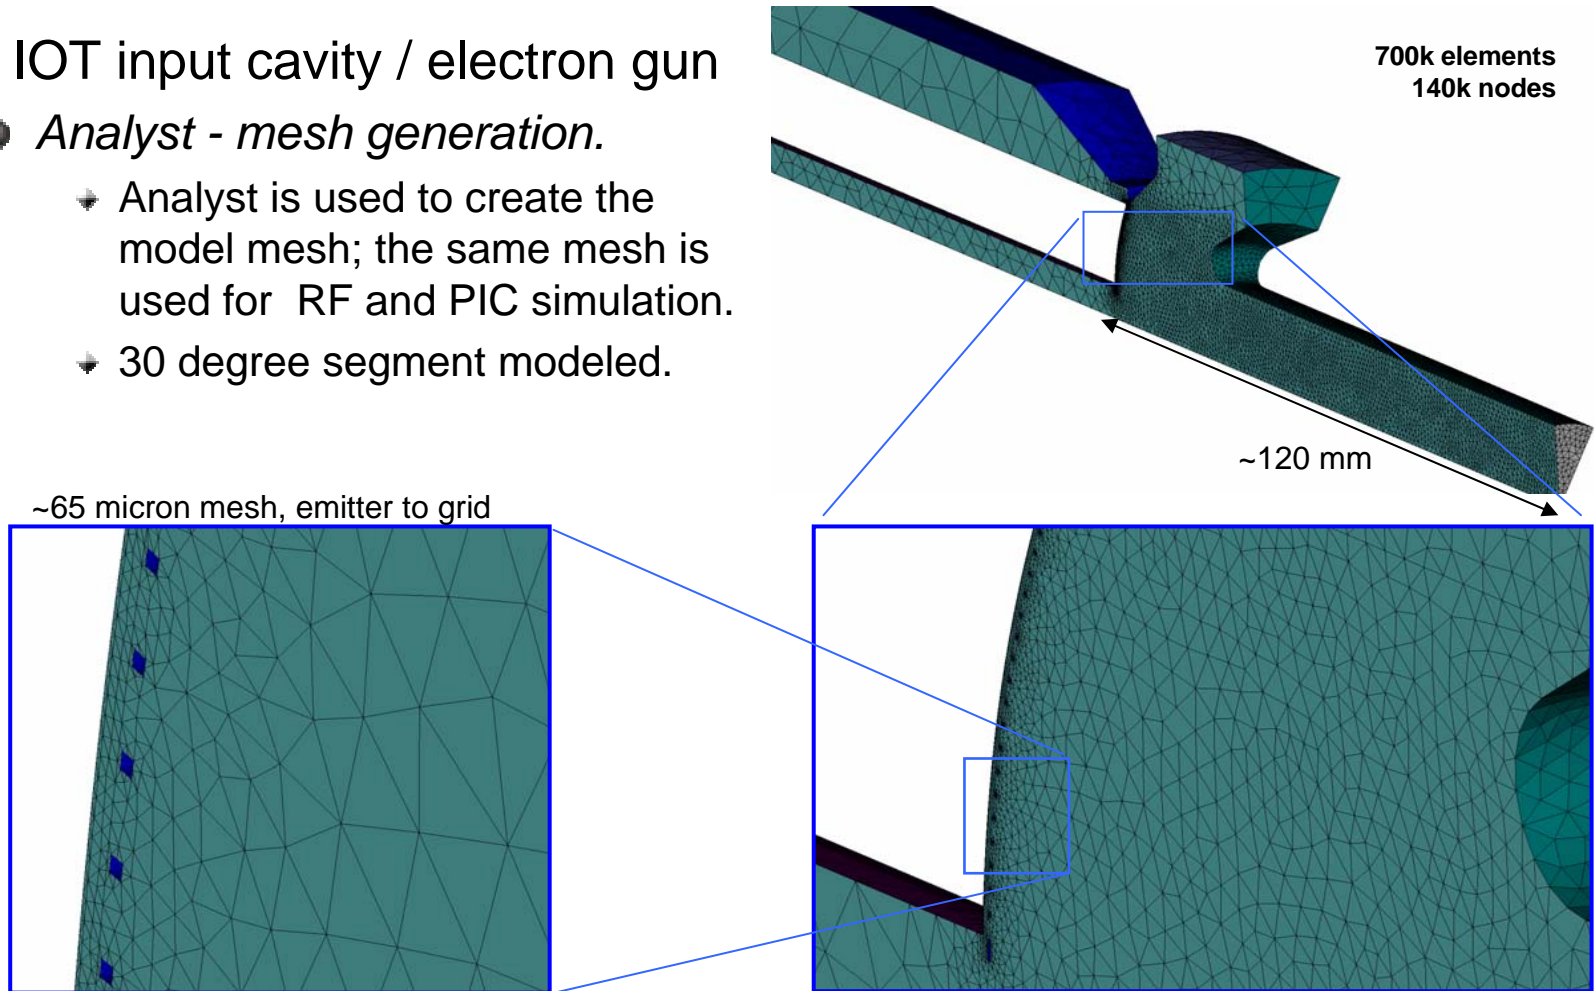 IOT input cavity / electron gun
Analyst - mesh generation.
Analyst is used to create the
model mesh; the same mesh is
used for RF and PIC simulation.
30 degree segment modeled.
700k elements
140k nodes
~120 mm
~65 micron mesh, emitter to grid